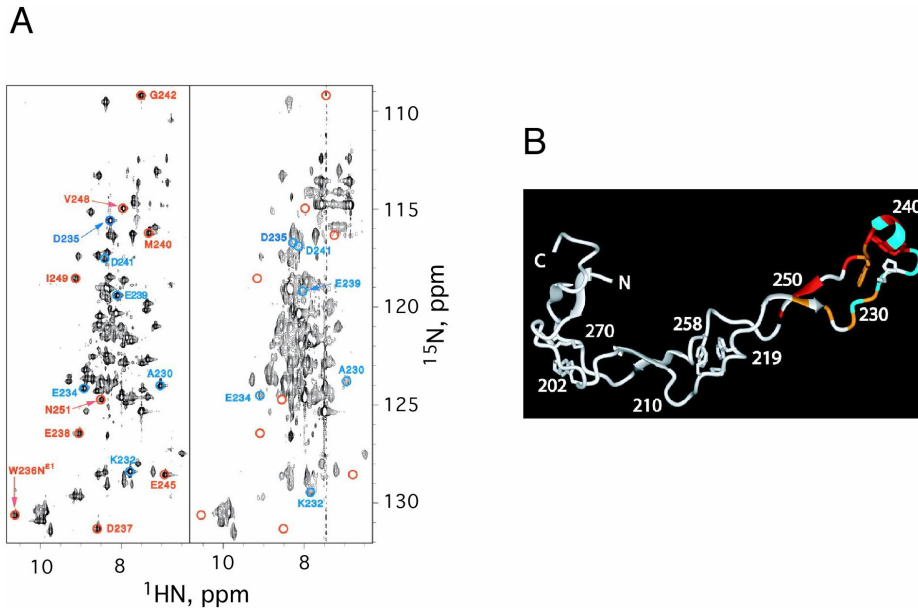 A
G242
V248
D235
M240
D241
I249
E239
E234
A230
N251
E238
K232
W236Nᴱ¹
E245
D237
10 8
D235
D241
E239
A230
E234
K232
10 8
110
115
120
125
130
¹⁵N, ppm
¹HN, ppm
B
240
C
N
250
230
270
258
219
202
210